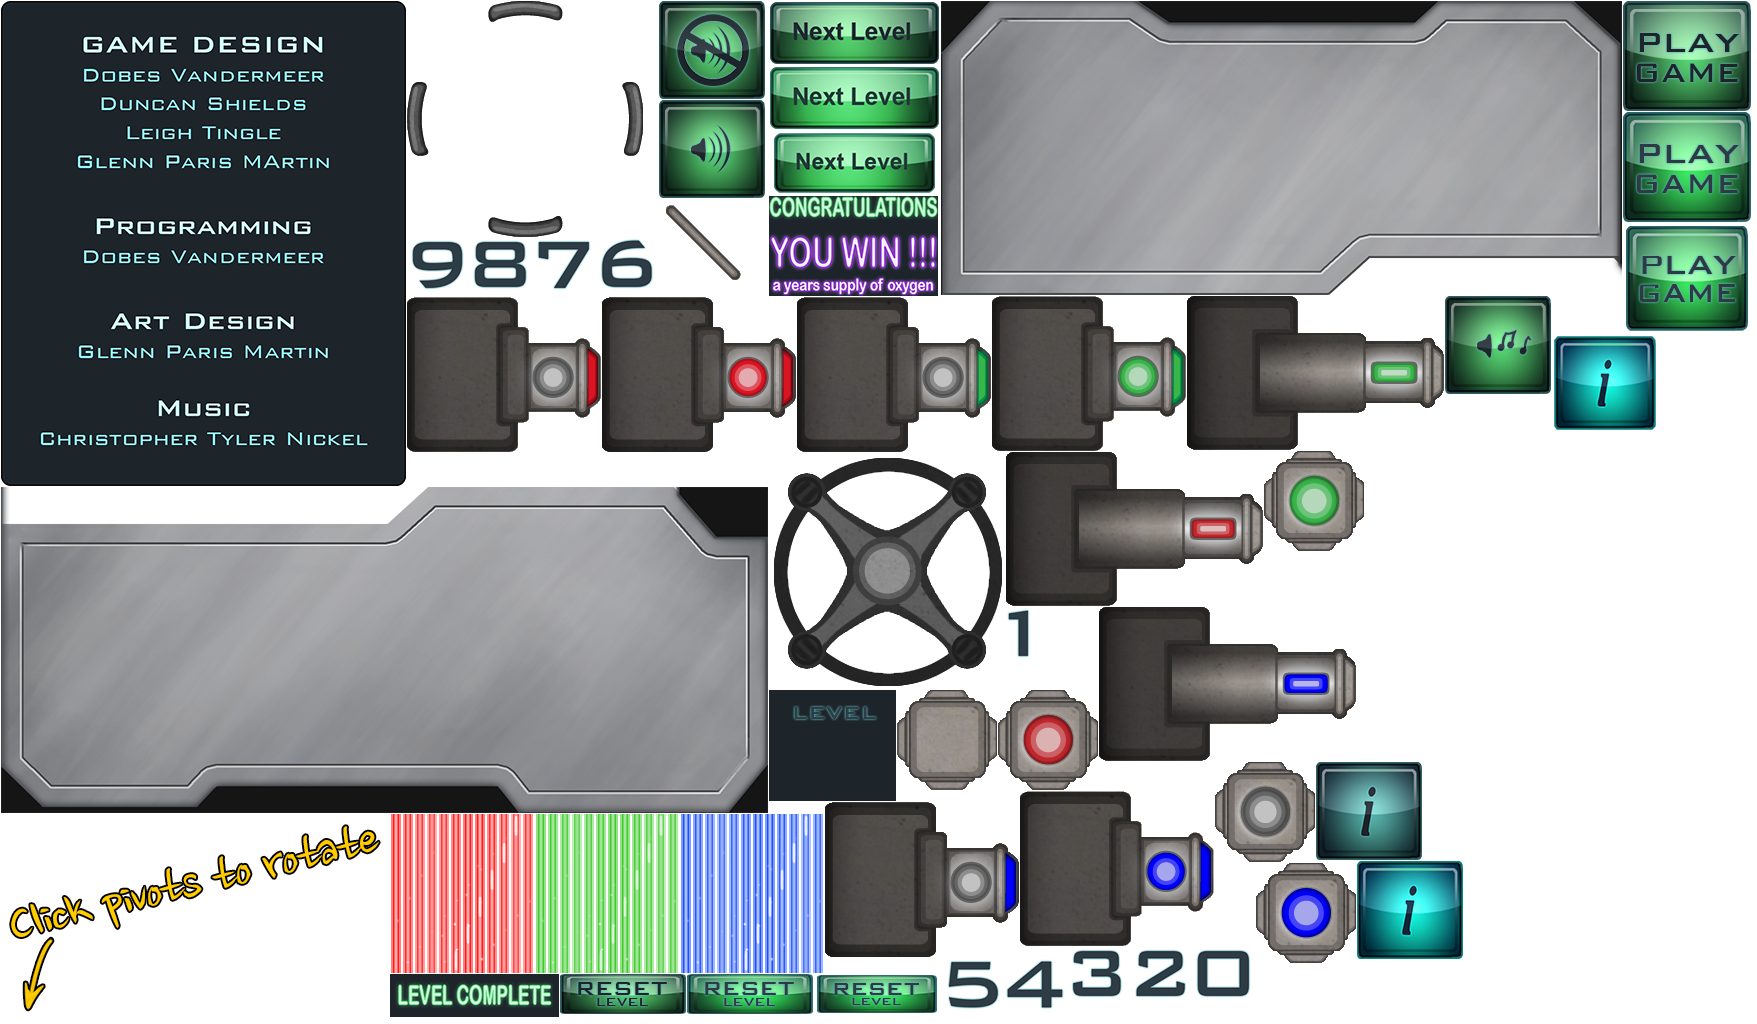 GAME DESIGN
DOBES VANDERMEER
DUNCAN SHIELDS
LEIGH TINGLE
GLENN PARIS MARTIN
PROGRAMMING
DOBES VANDERMEER
ART DESIGN
GLENN PARIS MARTIN
MUSIC
CHRISTOPHER TYLER NICKEL
9876
Next Level
Next Level
Next Level
CONGRATULATIONS
YOU WIN !!!
a years supply of oxygen
PLAY
GAME
PLAY
GAME
PLAY
GAME
i
1
LEVEL
i
i
Click pivots to rotate
LEVEL COMPLETE
RESET
LEVEL
RESET
LEVEL
RESET
LEVEL
54320